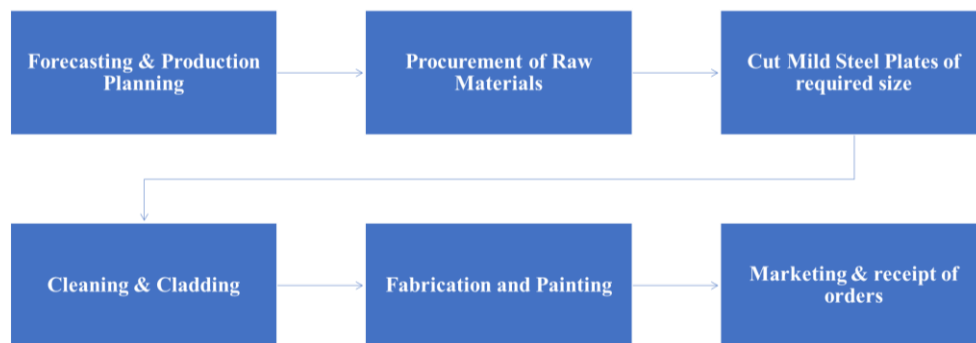 Forecasting & Production
Planning
Procurement of Raw
Materials
Cut Mild Steel Plates of
required size
Cleaning & Cladding
Fabrication and Painting
Marketing & receipt of
orders